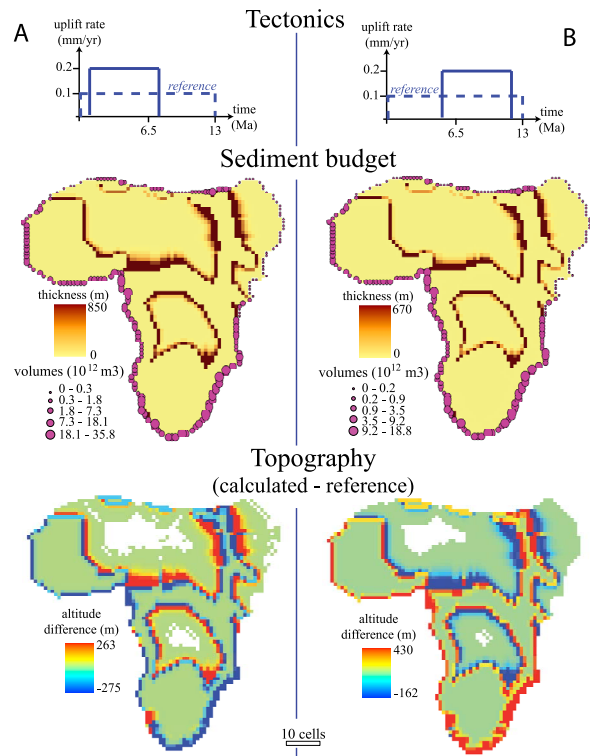 Tectonics
A
B
uplift rate
(mm/yr)
0.2
0.1
reference
time
(Ma)
6.5
13
uplift rate
(mm/yr)
0.2
0.1
reference
time
(Ma)
6.5
13
Sediment budget
thickness (m)
850
0
volumes (10^12 m3)
0 - 0.3
0.3 - 1.8
1.8 - 7.3
7.3 - 18.1
18.1 - 35.8
thickness (m)
670
0
volumes (10^12 m3)
0 - 0.2
0.2 - 0.9
0.9 - 3.5
3.5 - 9.2
9.2 - 18.8
Topography
(calculated - reference)
altitude
difference (m)
263
-275
altitude
difference (m)
430
-162
10 cells